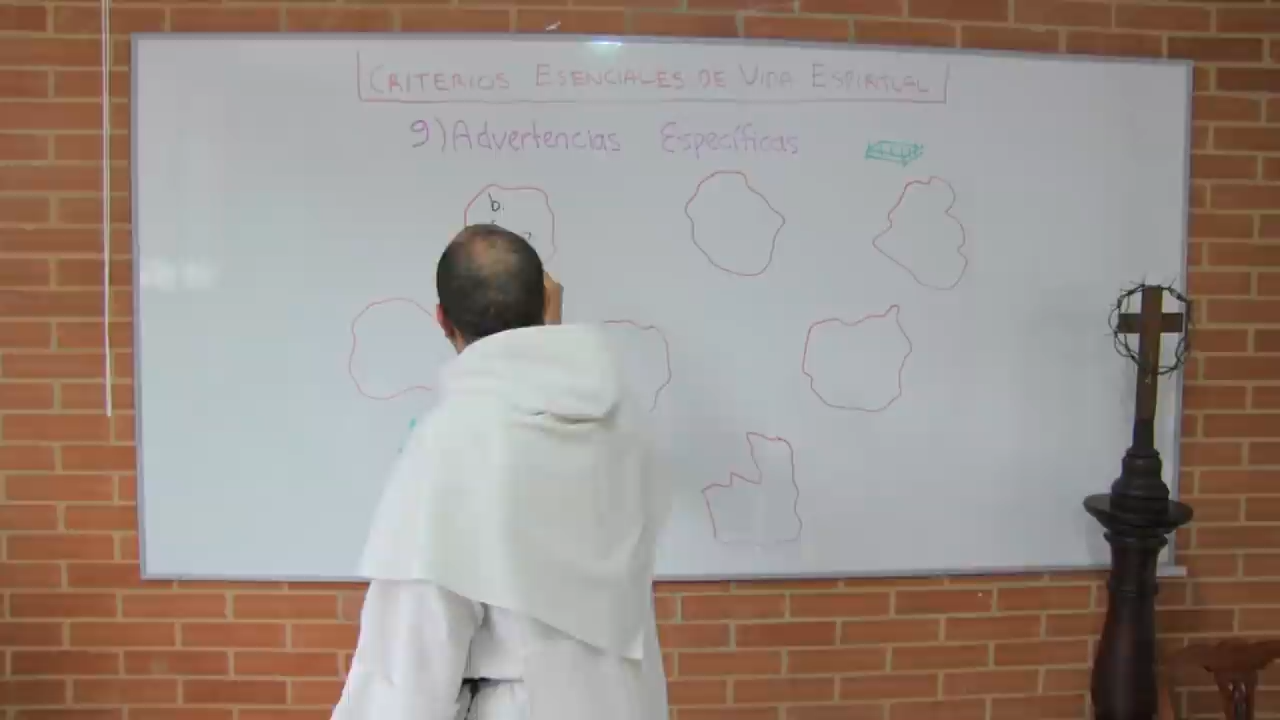 CRITERIOS ESENCIALES DE VIDA ESPIRITUAL
9) Advertencias Específicas
b.